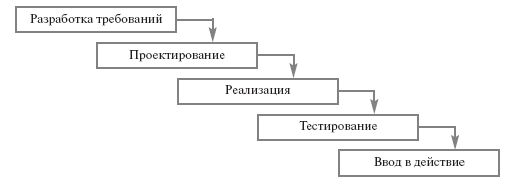 Разработка требований
Проектирование
Реализация
Тестирование
Ввод в действие